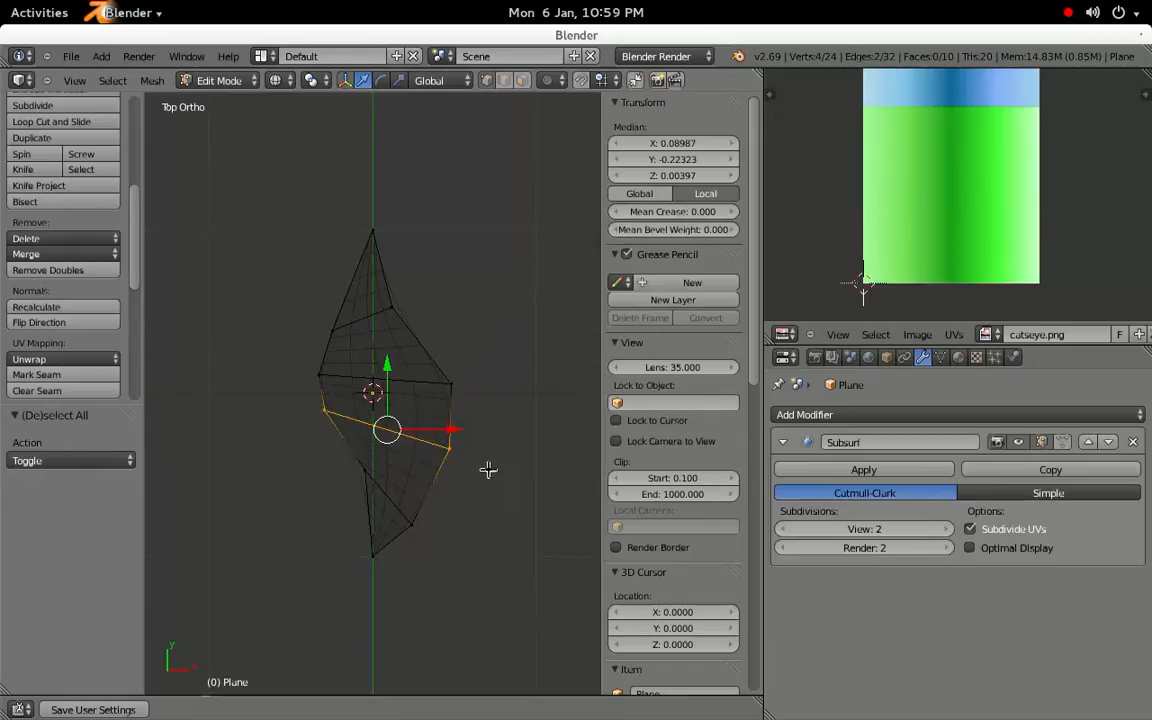 Activities Blender Mon 6 Jan, 10:59 PM
Blender
File Add Render Window Help Default Scene Blender Render v2.69 | Verts:4/24 | Edges:2/32 | Faces:0/10 | Tris:20 | Mem:14.83M (0.85M) | Plane
View Select Mesh Edit Mode Global
Subdivide
Loop Cut and Slide
Duplicate
Spin Screw
Knife Select
Knife Project
Bisect
Remove:
Delete
Merge
Remove Doubles
Normals:
Recalculate
Flip Direction
UV Mapping:
Unwrap
Mark Seam
Clear Seam
(De)select All
Action
Toggle
Top Ortho
y
x
(0) Plane
Transform
Median:
X: 0.08987
Y: -0.22323
Z: 0.00397
Global Local
Mean Crease: 0.000
Mean Bevel Weight: 0.000
Grease Pencil
New
New Layer
Delete Frame Convert
View
Lens: 35.000
Lock to Object:
Lock to Cursor
Lock Camera to View
Clip:
Start: 0.100
End: 1000.000
Local Camera:
Render Border
3D Cursor
Location:
X: 0.0000
Y: 0.0000
Z: 0.0000
Item
Plane
View Select Image UVs catseye.png F
Plane
Add Modifier
Subsurf
Apply Copy
Catmull-Clark Simple
Subdivisions: Options:
View: 2 Subdivide UVs
Render: 2 Optimal Display
Save User Settings